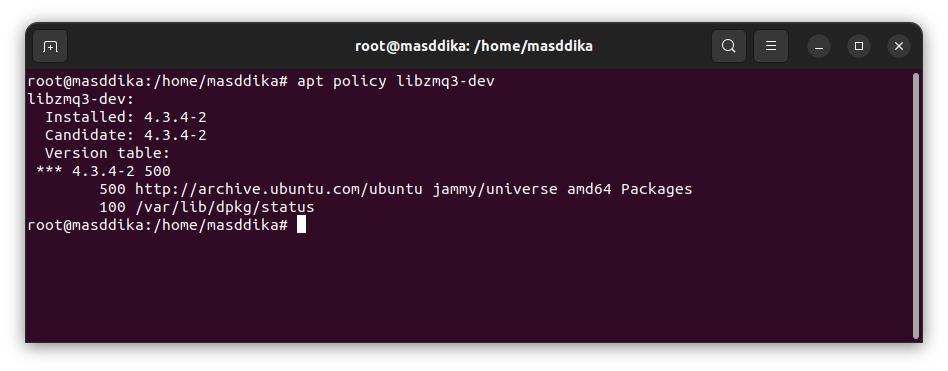 root@masddika: /home/masddika
root@masddika:/home/masddika# apt policy libzmq3-dev
libzmq3-dev:
  Installed: 4.3.4-2
  Candidate: 4.3.4-2
  Version table:
 *** 4.3.4-2 500
        500 http://archive.ubuntu.com/ubuntu jammy/universe amd64 Packages
        100 /var/lib/dpkg/status
root@masddika:/home/masddika#